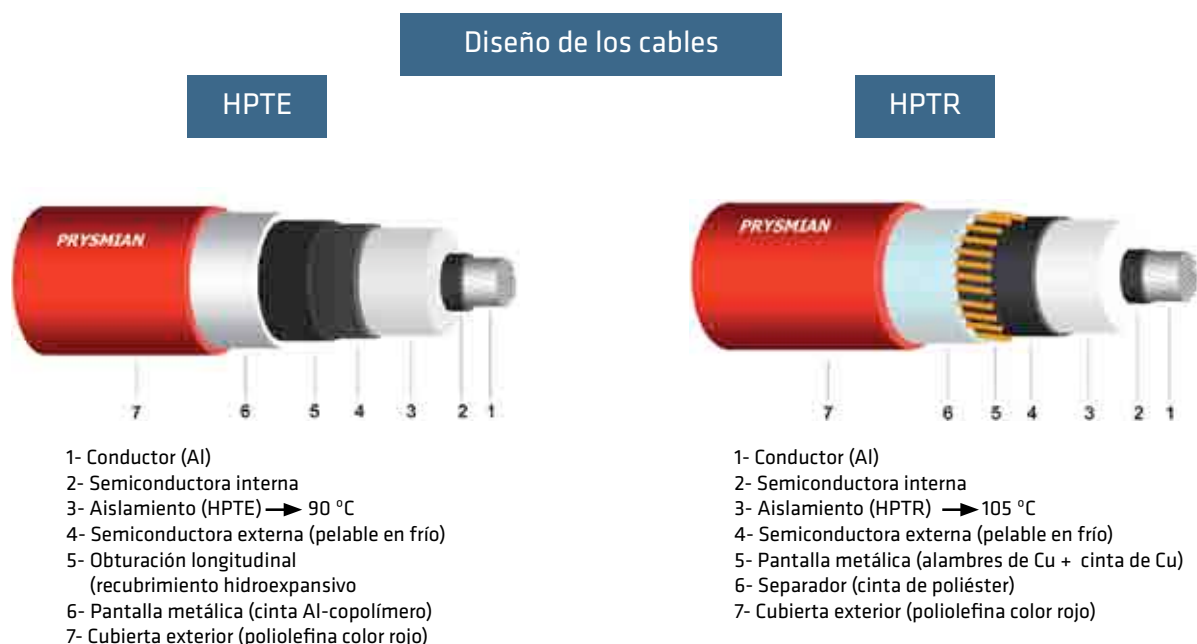 Diseño de los cables
HPTE
HPTR
PRYSMIAN
7 6 5 4 3 2 1
1- Conductor (Al)
2- Semiconductora interna
3- Aislamiento (HPTE) → 90 ºC
4- Semiconductora externa (pelable en frío)
5- Obturación longitudinal
(recubrimiento hidroexpansivo
6- Pantalla metálica (cinta Al-copolímero)
7- Cubierta exterior (poliolefina color rojo)
PRYSMIAN
7 6 5 4 3 2 1
1- Conductor (Al)
2- Semiconductora interna
3- Aislamiento (HPTR) → 105 ºC
4- Semiconductora externa (pelable en frío)
5- Pantalla metálica (alambres de Cu + cinta de Cu)
6- Separador (cinta de poliéster)
7- Cubierta exterior (poliolefina color rojo)